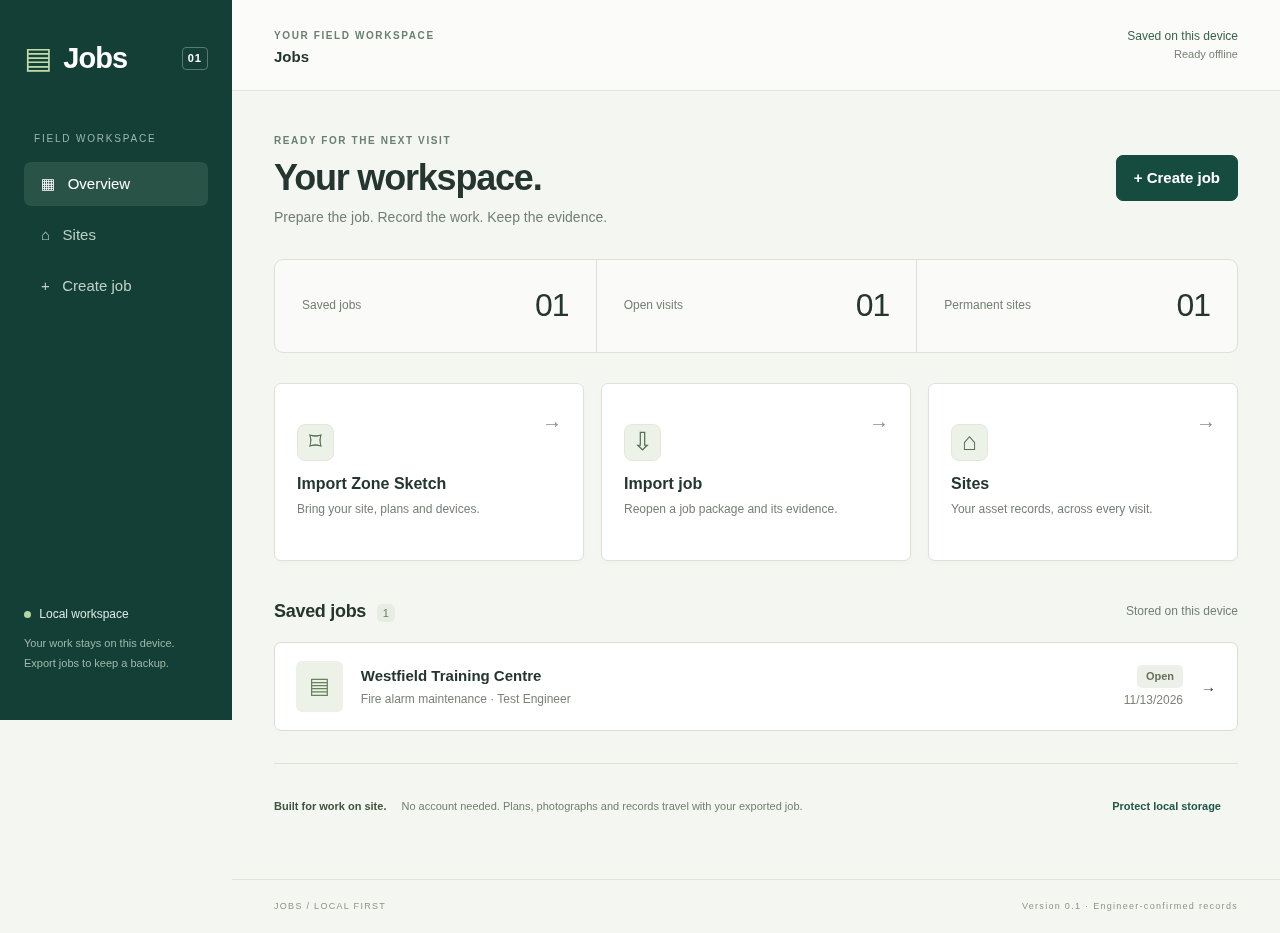 Jobs
01
FIELD WORKSPACE
Overview
Sites
+ Create job
Local workspace
Your work stays on this device.
Export jobs to keep a backup.
YOUR FIELD WORKSPACE
Jobs
Saved on this device
Ready offline
READY FOR THE NEXT VISIT
Your workspace.
Prepare the job. Record the work. Keep the evidence.
+ Create job
Saved jobs
01
Open visits
01
Permanent sites
01
→
Import Zone Sketch
Bring your site, plans and devices.
→
Import job
Reopen a job package and its evidence.
→
Sites
Your asset records, across every visit.
Saved jobs
1
Stored on this device
Westfield Training Centre
Fire alarm maintenance · Test Engineer
Open
11/13/2026
→
Built for work on site.
No account needed. Plans, photographs and records travel with your exported job.
Protect local storage
JOBS / LOCAL FIRST
Version 0.1 · Engineer-confirmed records